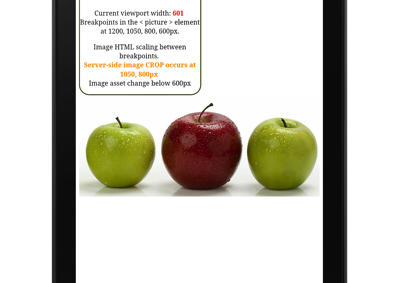 Current viewport width: 601
Breakpoints in the < picture > element
at 1200, 1050, 800, 600px.
Image HTML scaling between
breakpoints.
Server-side image CROP occurs at
1050, 800px
Image asset change below 600px